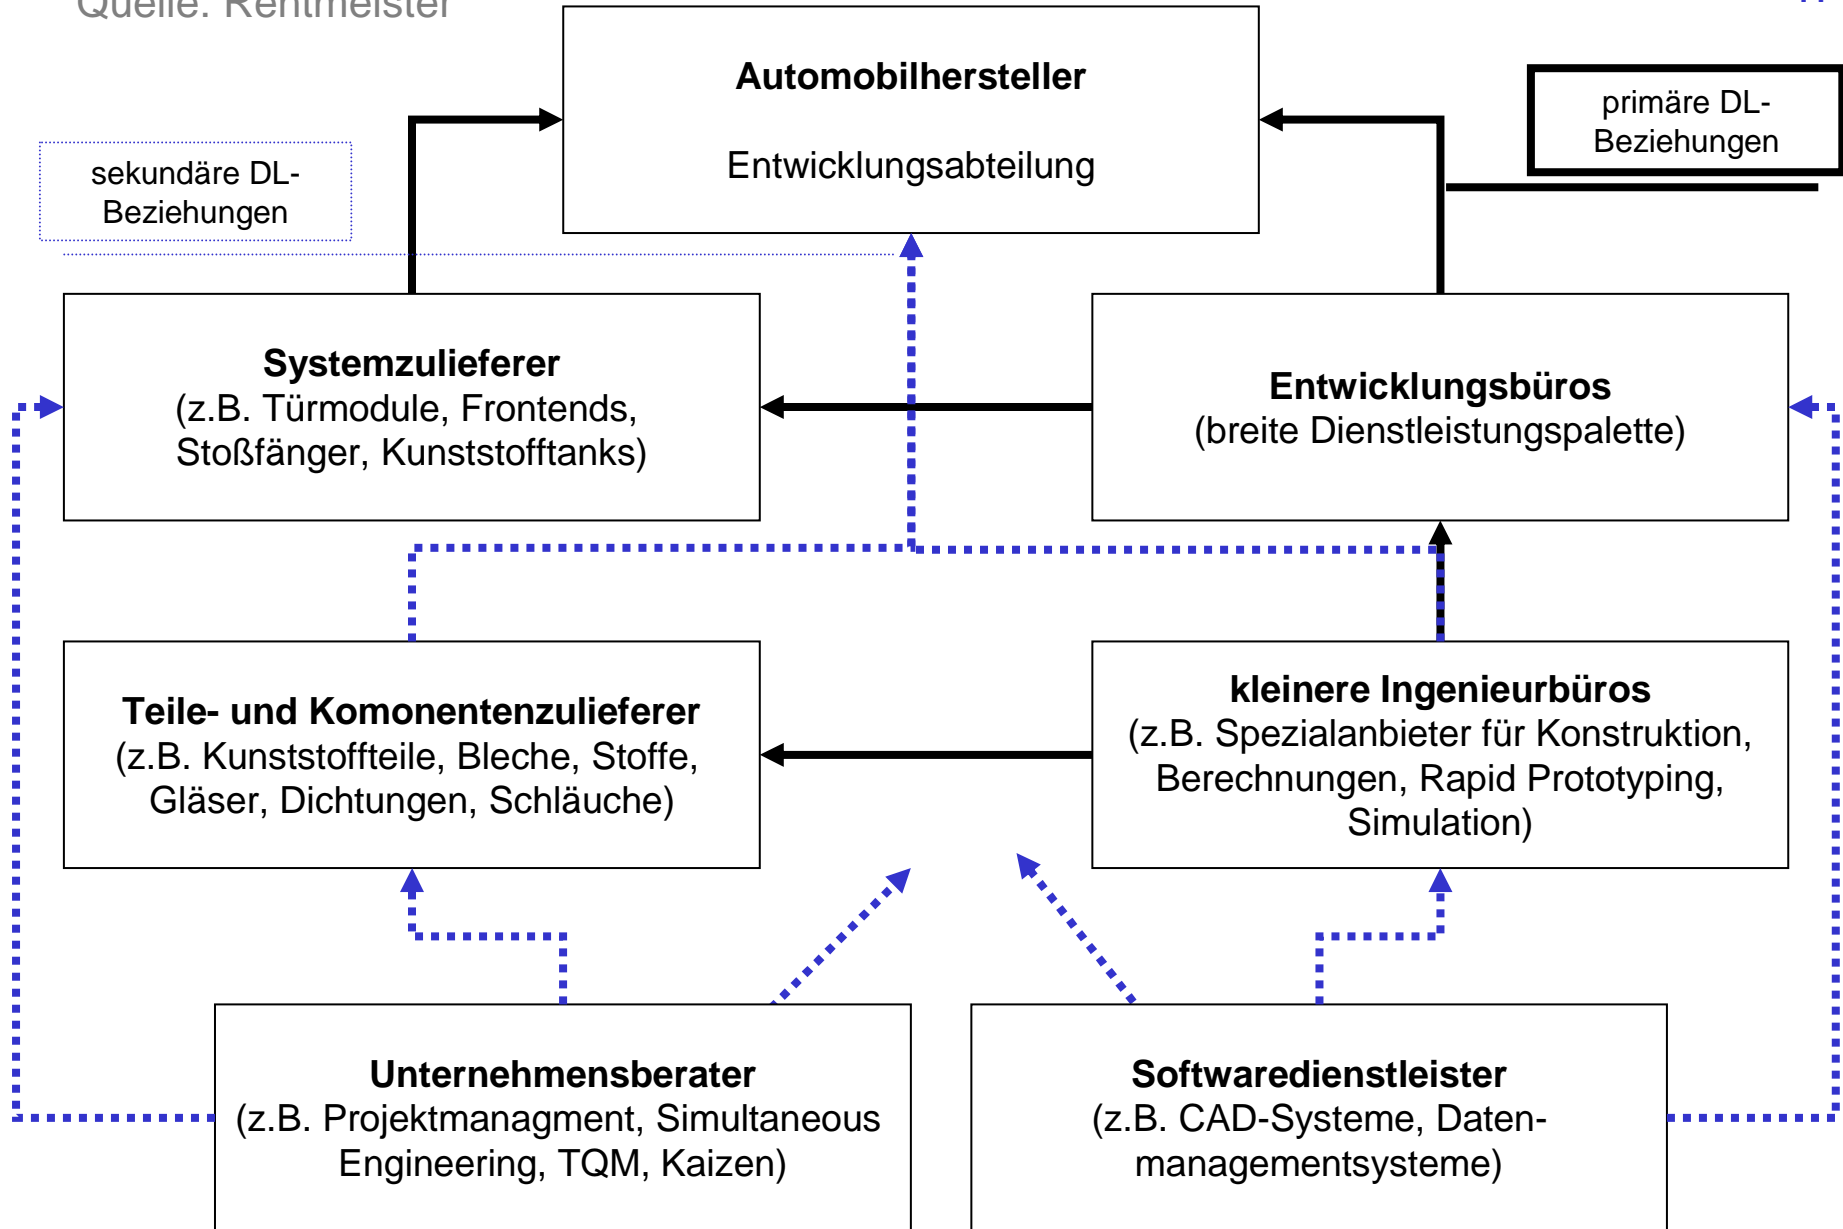 Quelle: Rentmeister
Automobilhersteller
Entwicklungsabteilung
primäre DL-
Beziehungen
sekundäre DL-
Beziehungen
Systemzulieferer
(z.B. Türmodule, Frontends,
Stoßfänger, Kunststofftanks)
Entwicklungsbüros
(breite Dienstleistungspalette)
Teile- und Komonentenzulieferer
(z.B. Kunststoffteile, Bleche, Stoffe,
Gläser, Dichtungen, Schläuche)
kleinere Ingenieurbüros
(z.B. Spezialanbieter für Konstruktion,
Berechnungen, Rapid Prototyping,
Simulation)
Unternehmensberater
(z.B. Projektmanagment, Simultaneous
Engineering, TQM, Kaizen)
Softwaredienstleister
(z.B. CAD-Systeme, Daten-
managementsysteme)